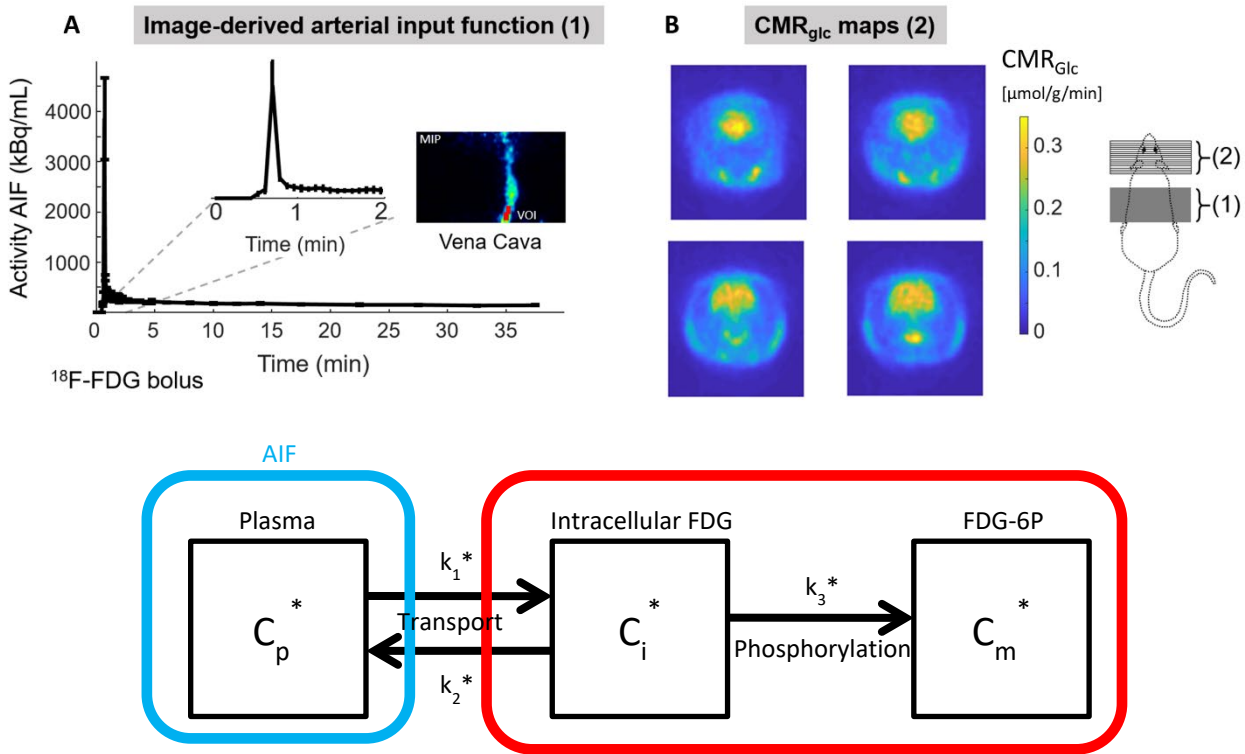 A
Image-derived arterial input function (1)
Activity AIF (kBq/mL)
4000
3000
2000
1000
0
5
10
15
20
25
30
35
Time (min)
0
1
2
Time (min)
MIP
VOI
Vena Cava
¹⁸F-FDG bolus
B
CMRglc maps (2)
CMRGlc
[µmol/g/min]
0.3
0.2
0.1
0
(2)
(1)
AIF
Plasma
Cp*
k₁*
Transport
k₂*
Intracellular FDG
Ci*
k₃*
Phosphorylation
FDG-6P
Cm*